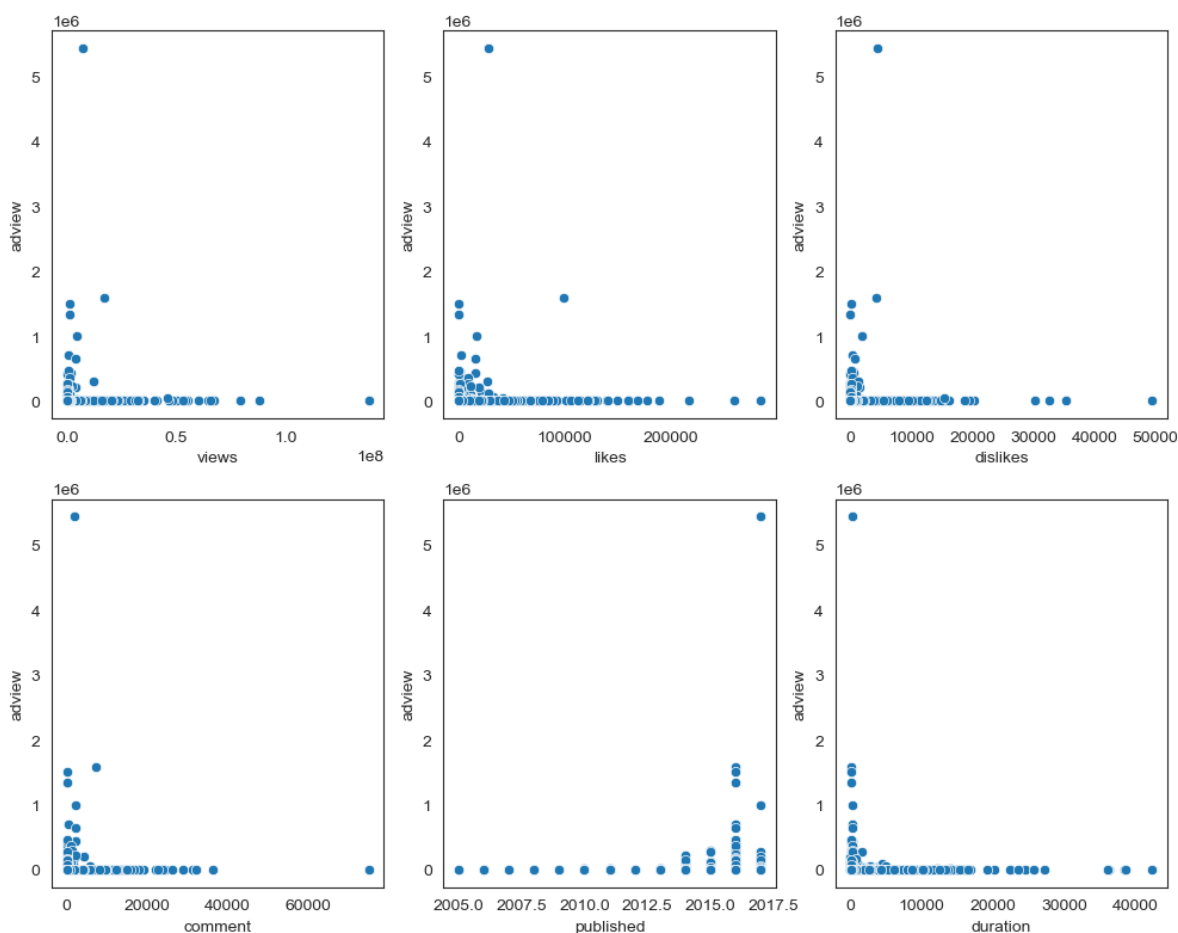 1e6 1e6 1e6
5 5 5
4 4 4
adview 3 adview 3 adview 3
2 2 2
1 1 1
0 0 0
0.0 0.5 1.0 0 100000 200000 0 10000 20000 30000 40000 50000
views 1e8 likes dislikes
1e6 1e6 1e6
5 5 5
4 4 4
adview 3 adview 3 adview 3
2 2 2
1 1 1
0 0 0
0 20000 40000 60000 2005.0 2007.5 2010.0 2012.5 2015.0 2017.5 0 10000 20000 30000 40000
comment published duration